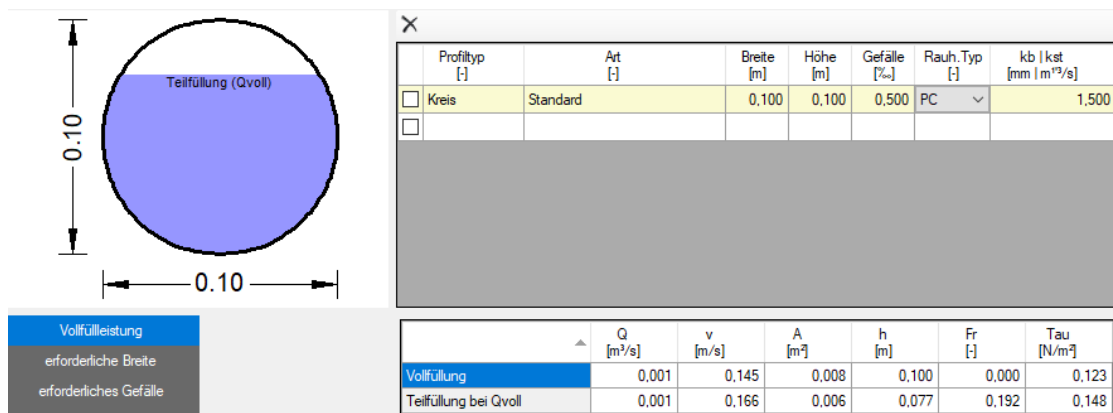 Teilfüllung (Qvoll)
0.10
0.10
Profiltyp Art Breite Höhe Gefälle Rauh.Typ kb | kst
[-] [-] [m] [m] [‰] [-] [mm | m¹'³/s]
Kreis Standard 0,100 0,100 0,500 PC 1,500
Vollfüllleistung
erforderliche Breite
erforderliches Gefälle
Q v A h Fr Tau
[m³/s] [m/s] [m²] [m] [-] [N/m²]
Vollfüllung 0,001 0,145 0,008 0,100 0,000 0,123
Teilfüllung bei Qvoll 0,001 0,166 0,006 0,077 0,192 0,148